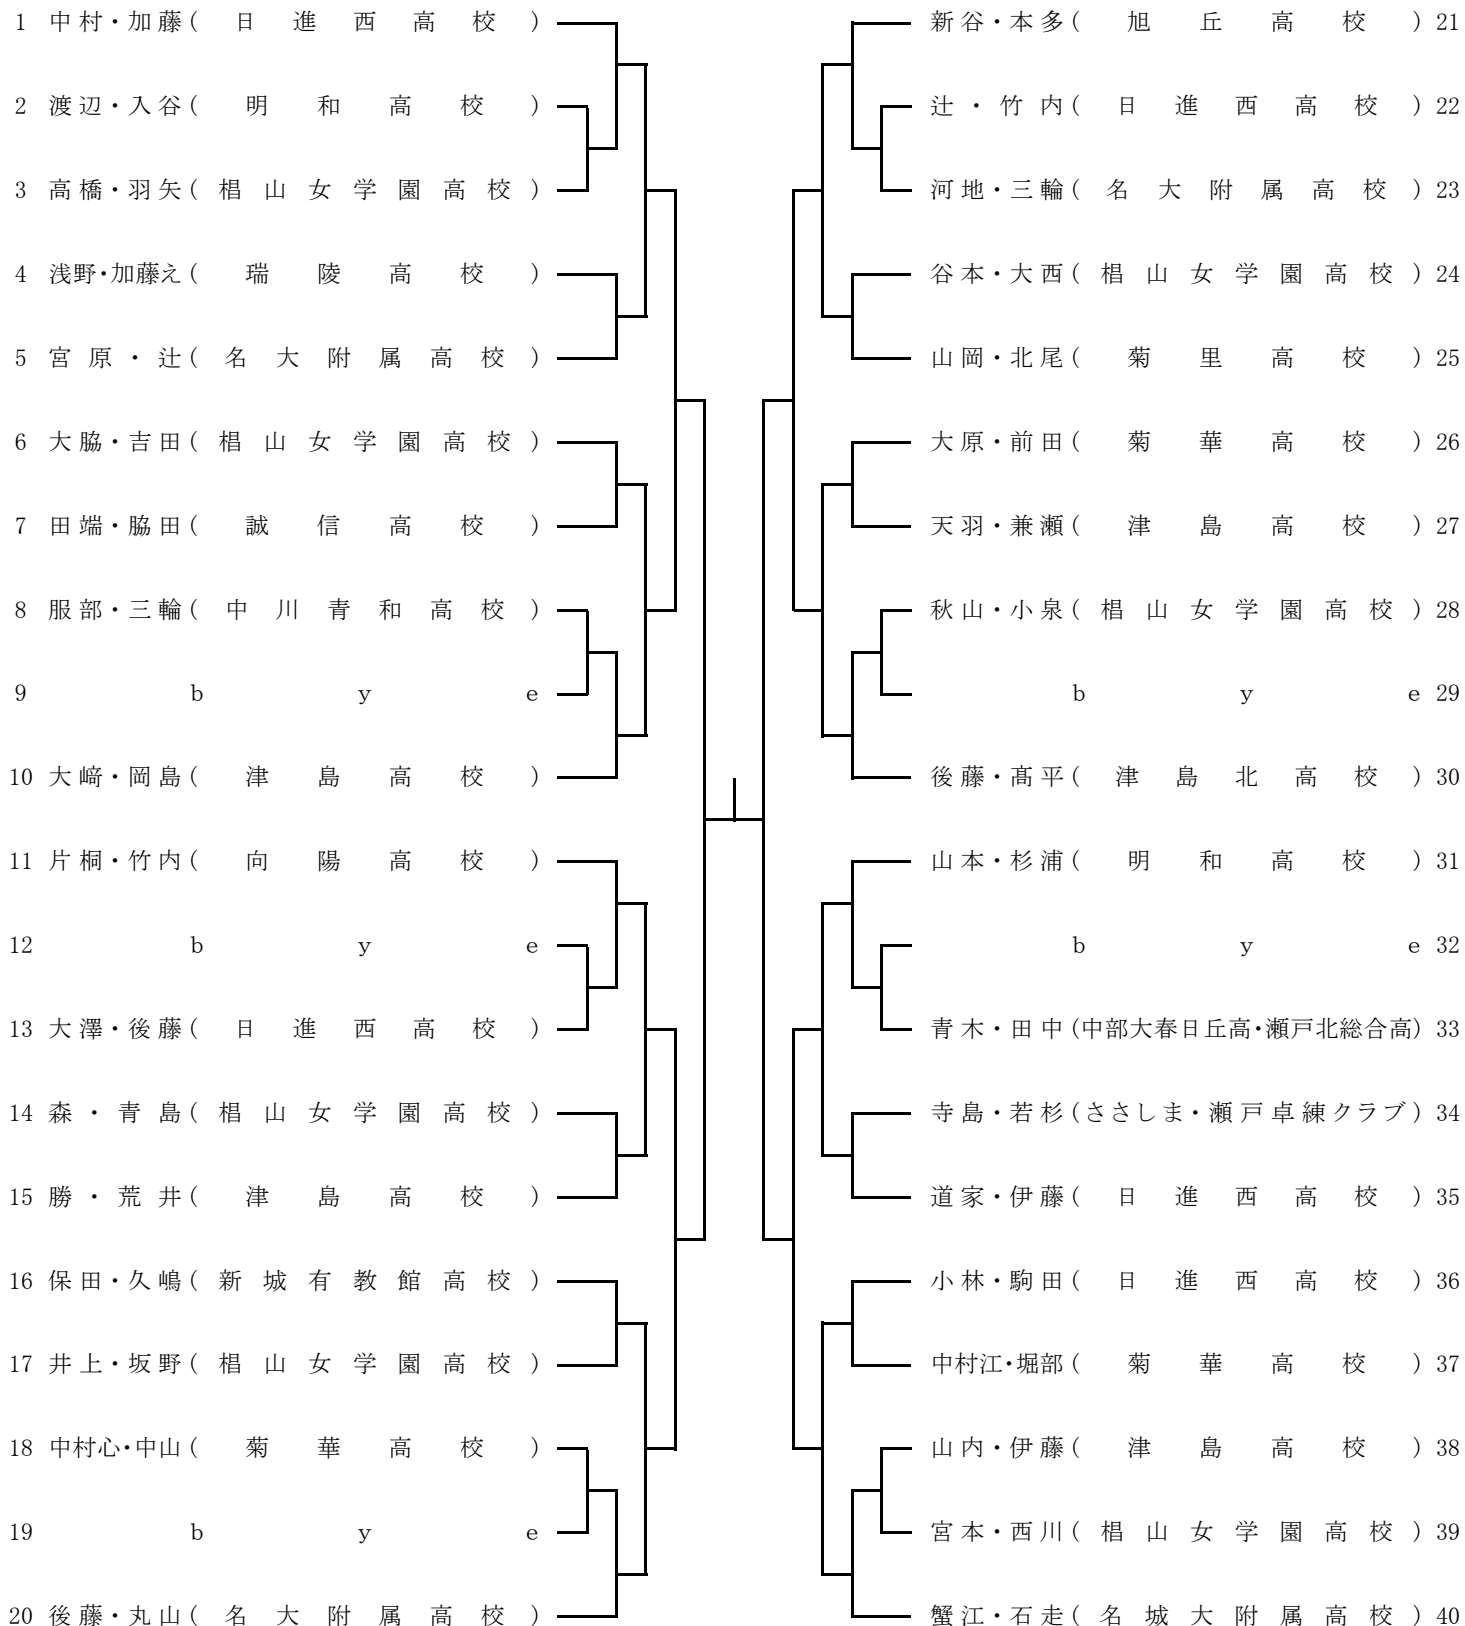 1 中村・加藤(日進西高校)
2 渡辺・入谷(明和高校)
3 高橋・羽矢(椙山女学園高校)
4 浅野・加藤え(瑞陵高校)
5 宮原・辻(名大附属高校)
6 大脇・吉田(椙山女学園高校)
7 田端・脇田(誠信高校)
8 服部・三輪(中川青和高校)
9 bye
10 大﨑・岡島(津島高校)
11 片桐・竹内(向陽高校)
12 bye
13 大澤・後藤(日進西高校)
14 森・青島(椙山女学園高校)
15 勝・荒井(津島高校)
16 保田・久嶋(新城有教館高校)
17 井上・坂野(椙山女学園高校)
18 中村心・中山(菊華高校)
19 bye
20 後藤・丸山(名大附属高校)
新谷・本多(旭丘高校) 21
辻・竹内(日進西高校) 22
河地・三輪(名大附属高校) 23
谷本・大西(椙山女学園高校) 24
山岡・北尾(菊里高校) 25
大原・前田(菊華高校) 26
天羽・兼瀬(津島高校) 27
秋山・小泉(椙山女学園高校) 28
bye 29
後藤・髙平(津島北高校) 30
山本・杉浦(明和高校) 31
bye 32
青木・田中(中部大春日丘高・瀬戸北総合高) 33
寺島・若杉(ささしま・瀬戸卓練クラブ) 34
道家・伊藤(日進西高校) 35
小林・駒田(日進西高校) 36
中村江・堀部(菊華高校) 37
山内・伊藤(津島高校) 38
宮本・西川(椙山女学園高校) 39
蟹江・石走(名城大附属高校) 40